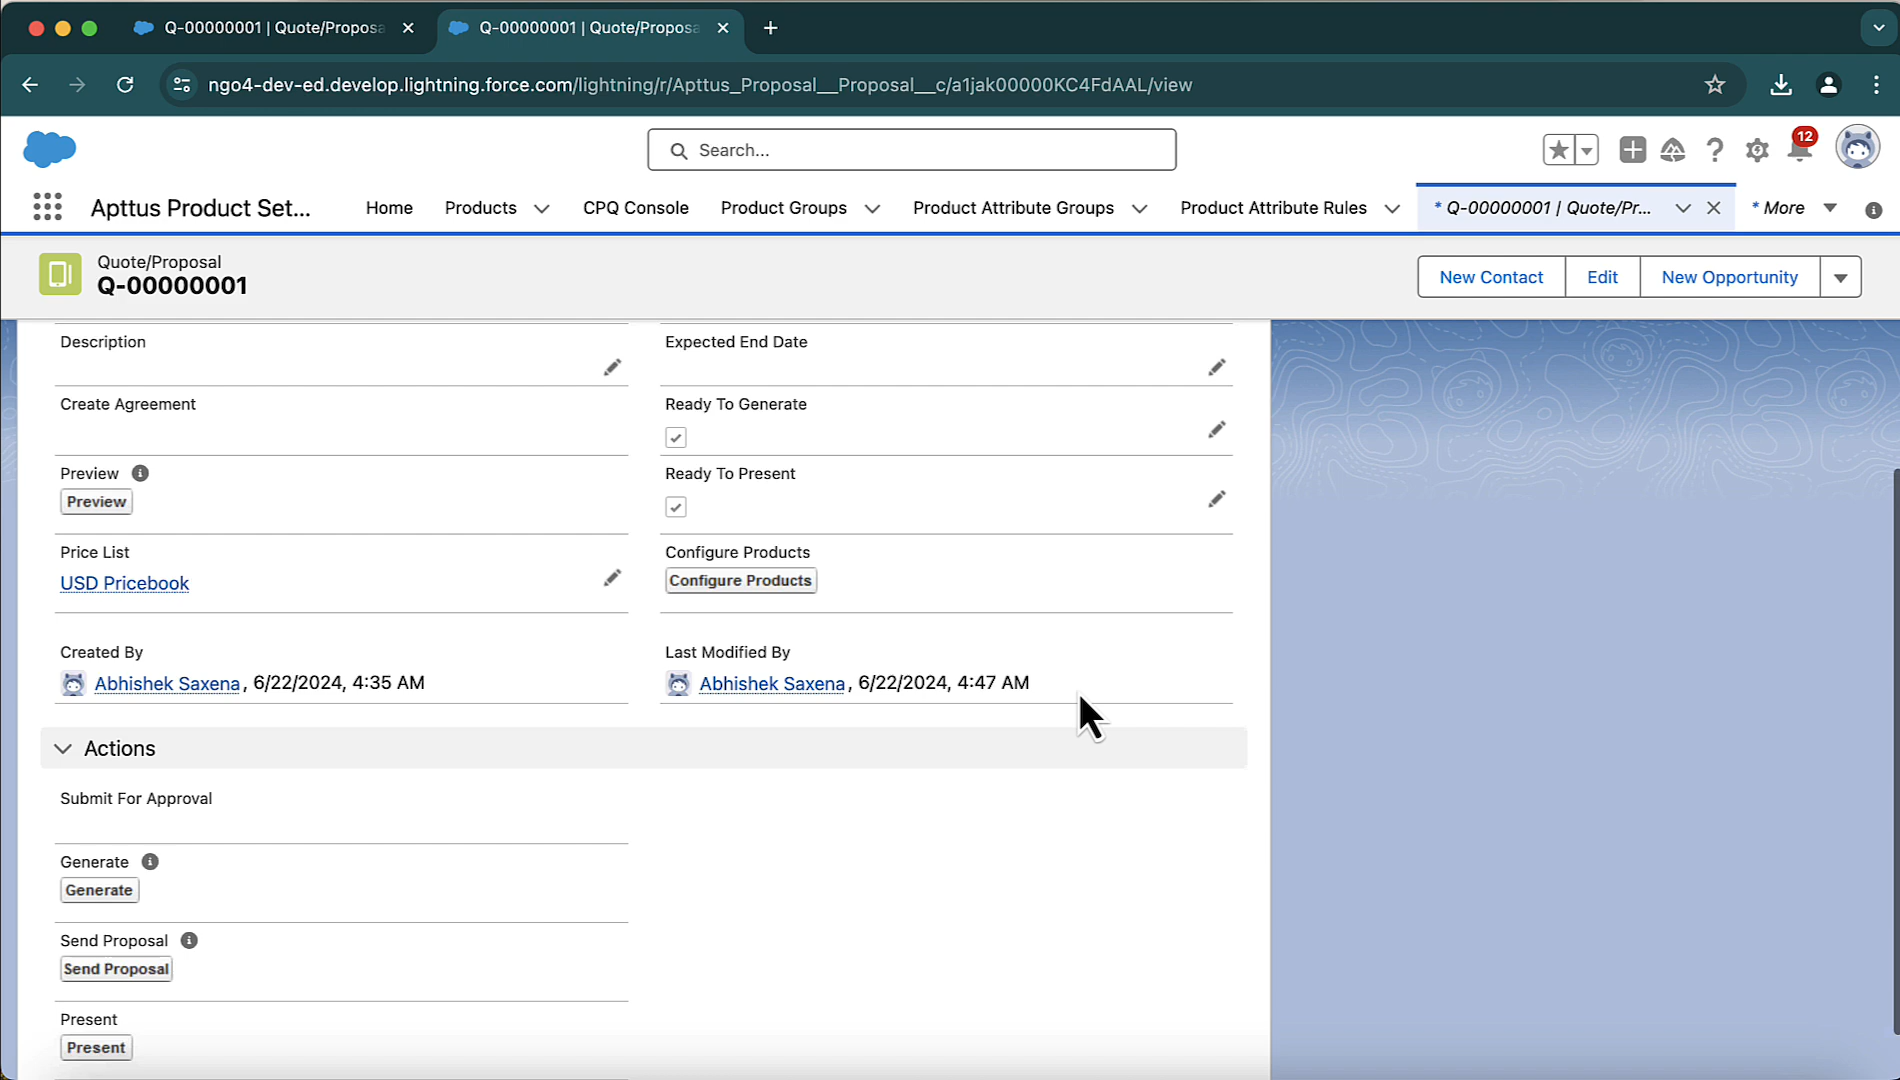 Q-00000001 | Quote/Proposa
Q-00000001 | Quote/Proposa
ngo4-dev-ed.develop.lightning.force.com/lightning/r/Apttus_Proposal__Proposal__c/a1jak00000KC4FdAAL/view
Search...
12
Apttus Product Set...
Home
Products
CPQ Console
Product Groups
Product Attribute Groups
Product Attribute Rules
* Q-00000001 | Quote/Pr...
* More
Quote/Proposal
Q-00000001
New Contact
Edit
New Opportunity
Description
Expected End Date
Create Agreement
Ready To Generate
Preview
Preview
Ready To Present
Price List
USD Pricebook
Configure Products
Configure Products
Created By
Abhishek Saxena, 6/22/2024, 4:35 AM
Last Modified By
Abhishek Saxena, 6/22/2024, 4:47 AM
Actions
Submit For Approval
Generate
Generate
Send Proposal
Send Proposal
Present
Present